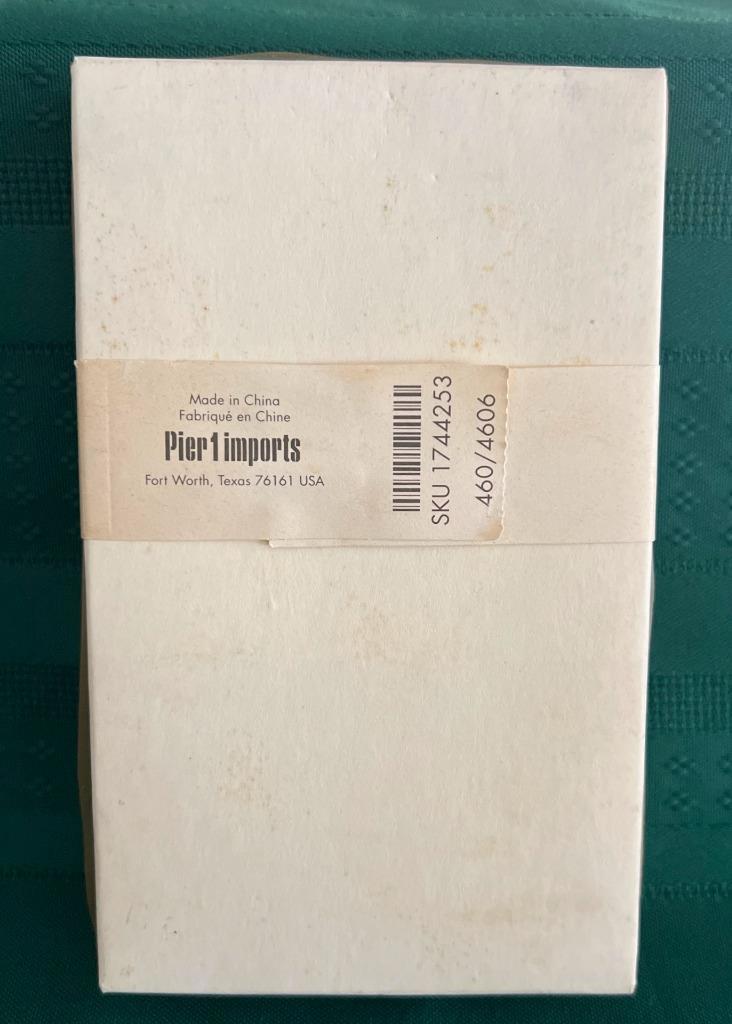 Made in China
Fabriqué en Chine
Pier 1 imports
Fort Worth, Texas 76161 USA
SKU 1744253
460/4606